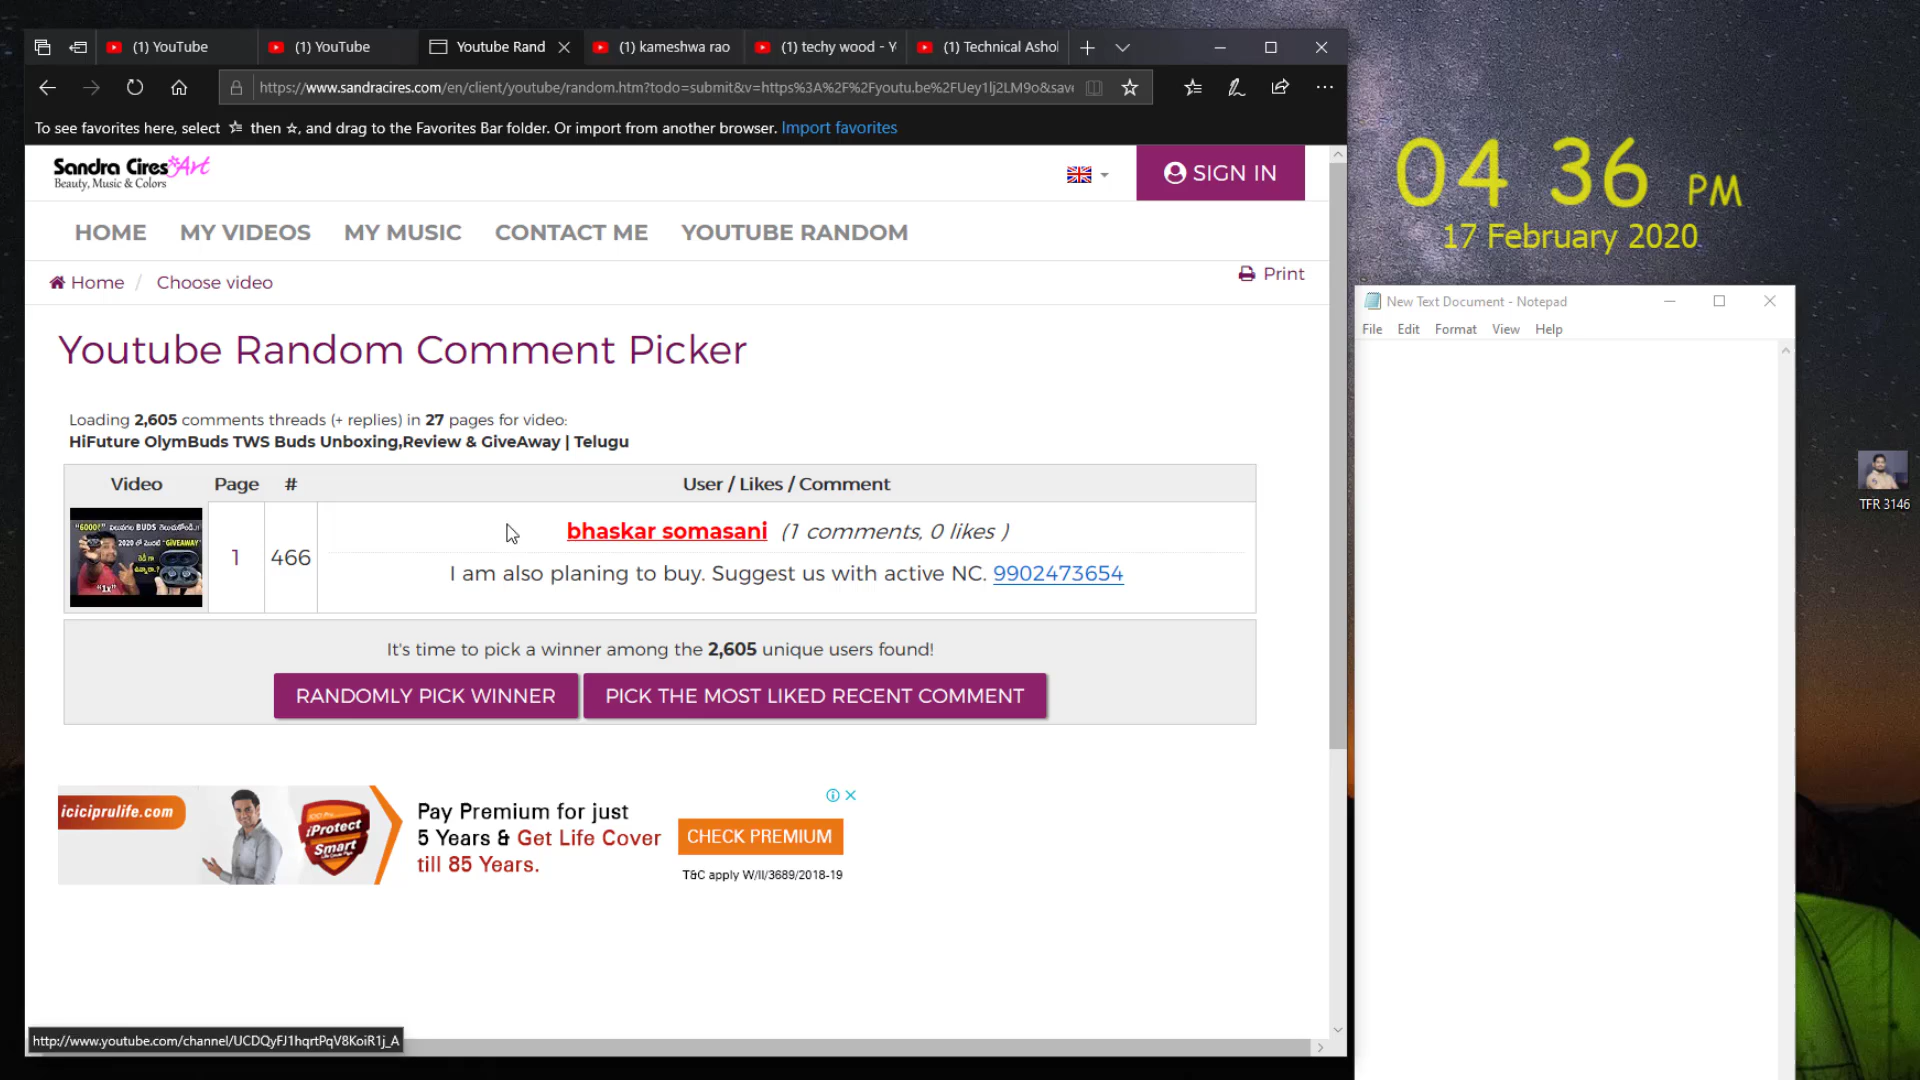 (1) YouTube
(1) YouTube
Youtube Rand
(1) kameshwa rao
(1) techy wood - Y
(1) Technical Ashol
https://www.sandracires.com/en/client/youtube/random.htm?todo=submit&v=https%3A%2F%2Fyoutu.be%2FUey1lj2LM9o&save
To see favorites here, select then ☆, and drag to the Favorites Bar folder. Or import from another browser. Import favorites
Sandra Cires Art
Beauty, Music & Colors
SIGN IN
HOME
MY VIDEOS
MY MUSIC
CONTACT ME
YOUTUBE RANDOM
Home / Choose video
Print
Youtube Random Comment Picker
Loading 2,605 comments threads (+ replies) in 27 pages for video:
HiFuture OlymBuds TWS Buds Unboxing,Review & GiveAway | Telugu
Video
Page
#
User / Likes / Comment
"6000/"
2020 లో మొదటి "GIVEAWAY"
"1x"
1
466
bhaskar somasani (1 comments, 0 likes )
I am also planing to buy. Suggest us with active NC. 9902473654
It's time to pick a winner among the 2,605 unique users found!
RANDOMLY PICK WINNER
PICK THE MOST LIKED RECENT COMMENT
iciciprulife.com
iProtect
Smart
Pay Premium for just
5 Years & Get Life Cover
till 85 Years.
CHECK PREMIUM
T&C apply W/II/3689/2018-19
http://www.youtube.com/channel/UCDQyFJ1hqrtPqV8KoiR1j_A
04 36 PM
17 February 2020
New Text Document - Notepad
File
Edit
Format
View
Help
TFR 3146